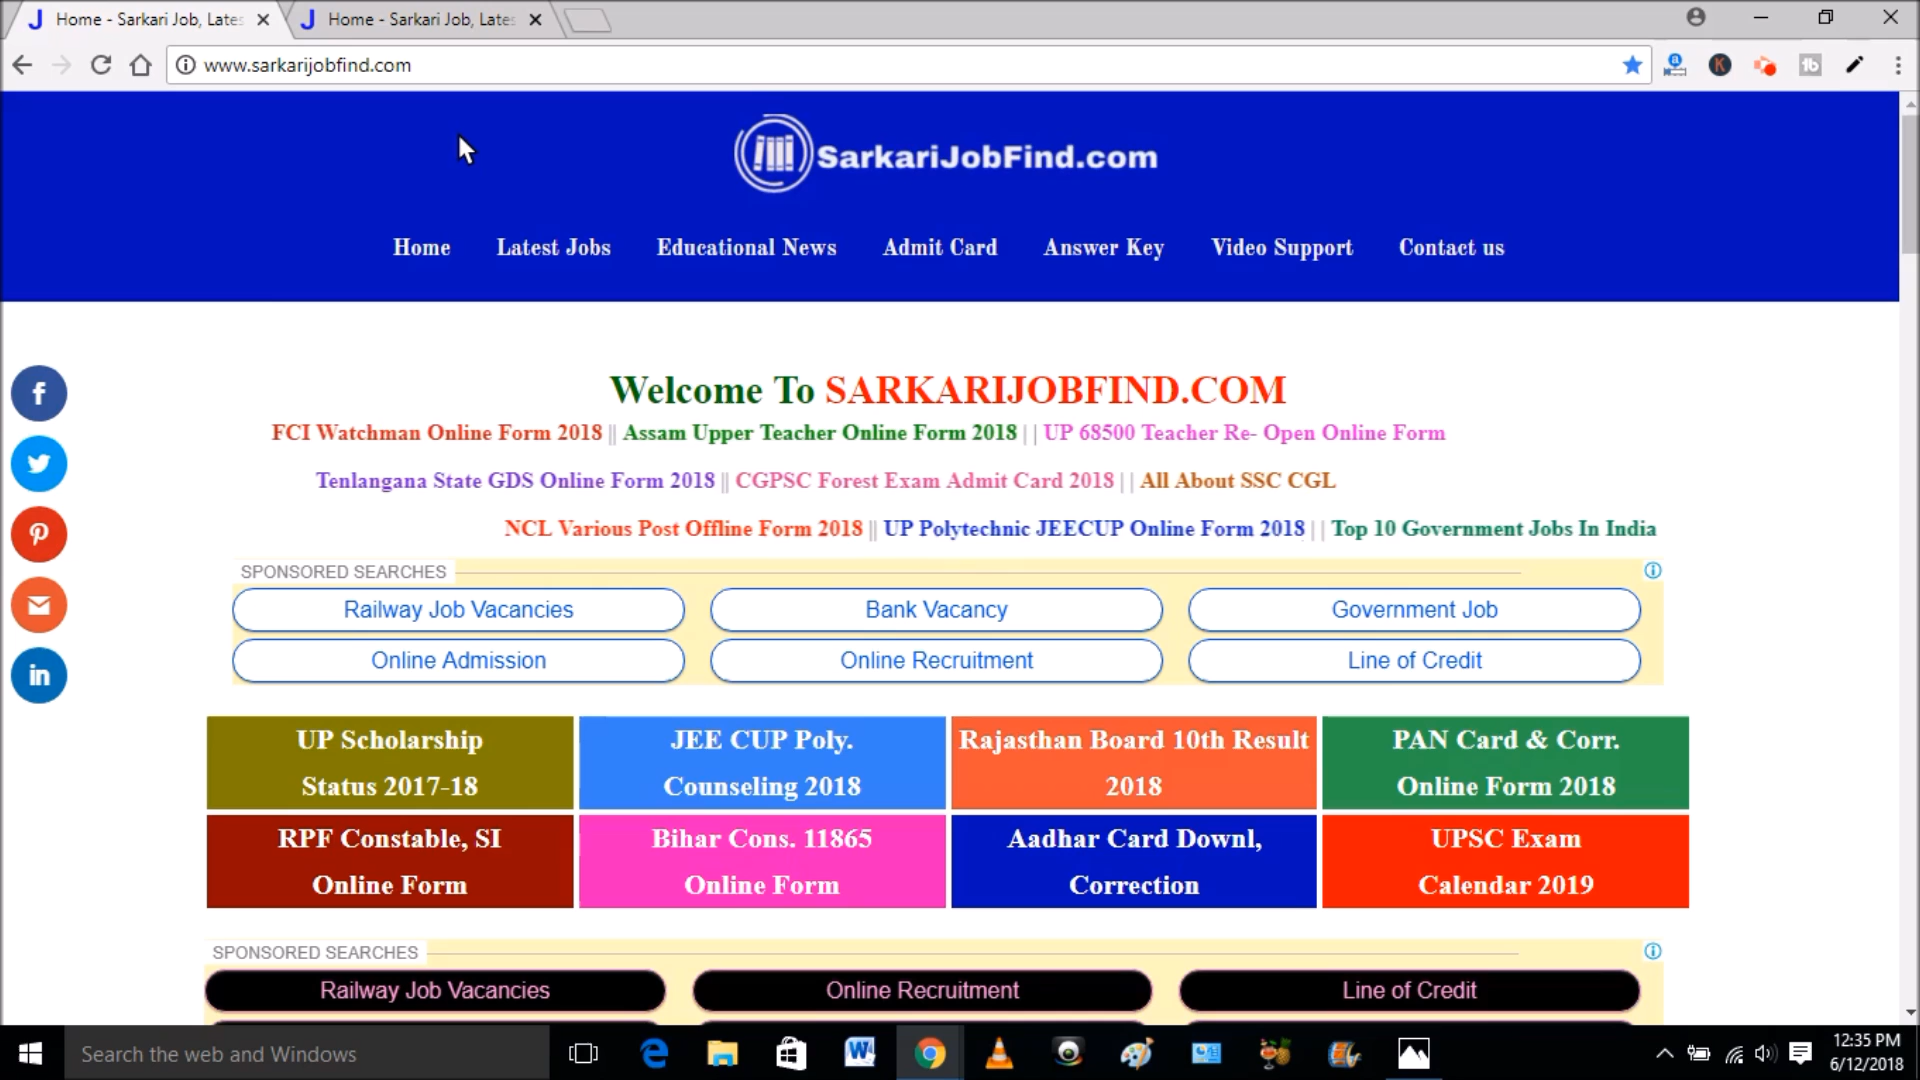 Home - Sarkari Job, Lates
Home - Sarkari Job, Lates
www.sarkarijobfind.com
SarkariJobFind.com
Home Latest Jobs Educational News Admit Card Answer Key Video Support Contact us
Welcome To SARKARIJOBFIND.COM
FCI Watchman Online Form 2018 || Assam Upper Teacher Online Form 2018 || UP 68500 Teacher Re- Open Online Form
Tenlangana State GDS Online Form 2018 || CGPSC Forest Exam Admit Card 2018 || All About SSC CGL
NCL Various Post Offline Form 2018 || UP Polytechnic JEECUP Online Form 2018 || Top 10 Government Jobs In India
SPONSORED SEARCHES
Railway Job Vacancies Bank Vacancy Government Job
Online Admission Online Recruitment Line of Credit
UP Scholarship
Status 2017-18
JEE CUP Poly.
Counseling 2018
Rajasthan Board 10th Result
2018
PAN Card & Corr.
Online Form 2018
RPF Constable, SI
Online Form
Bihar Cons. 11865
Online Form
Aadhar Card Downl,
Correction
UPSC Exam
Calendar 2019
SPONSORED SEARCHES
Railway Job Vacancies Online Recruitment Line of Credit
Search the web and Windows
12:35 PM
6/12/2018